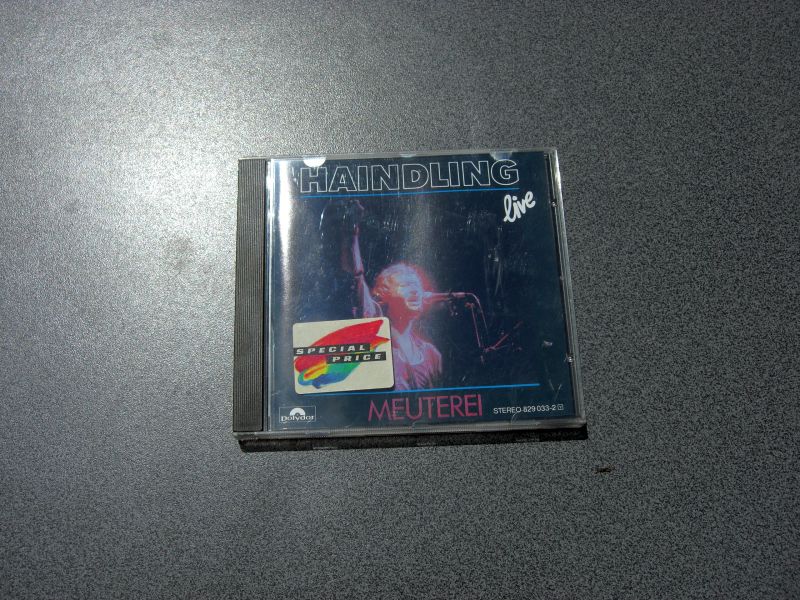 HAINDLING
live
SPECIAL
PRICE
MEUTEREI
Polydor
STEREO 829 033-2